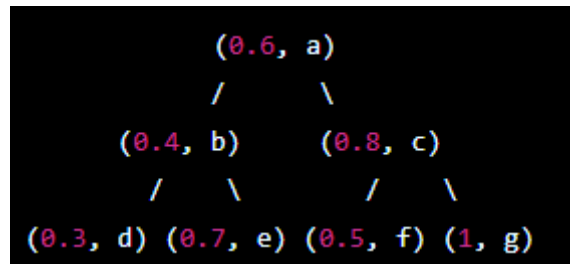 (0.6, a)
/ \
(0.4, b) (0.8, c)
/ \ / \
(0.3, d) (0.7, e) (0.5, f) (1, g)